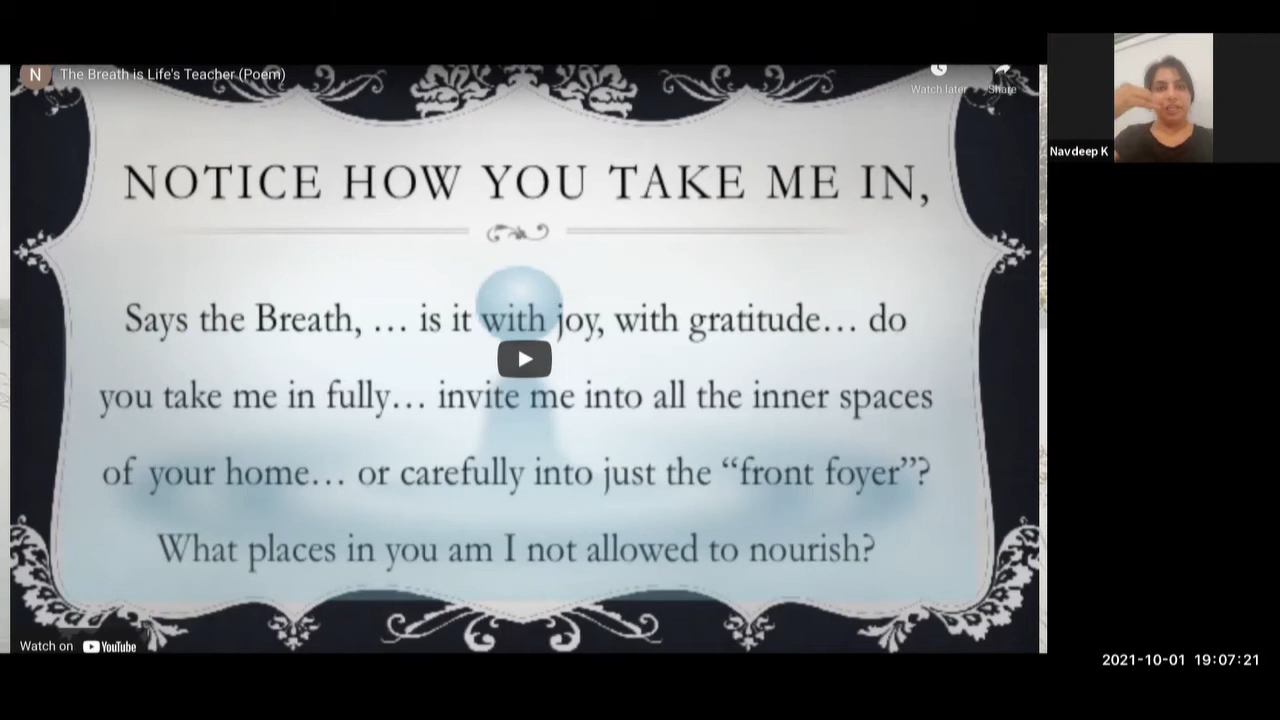 N The Breath is Life's Teacher (Poem)
Watch later Share
NOTICE HOW YOU TAKE ME IN,
Says the Breath, … is it with joy, with gratitude… do
you take me in fully… invite me into all the inner spaces
of your home… or carefully into just the “front foyer”?
What places in you am I not allowed to nourish?
Watch on YouTube
Navdeep K
2021-10-01 19:07:21